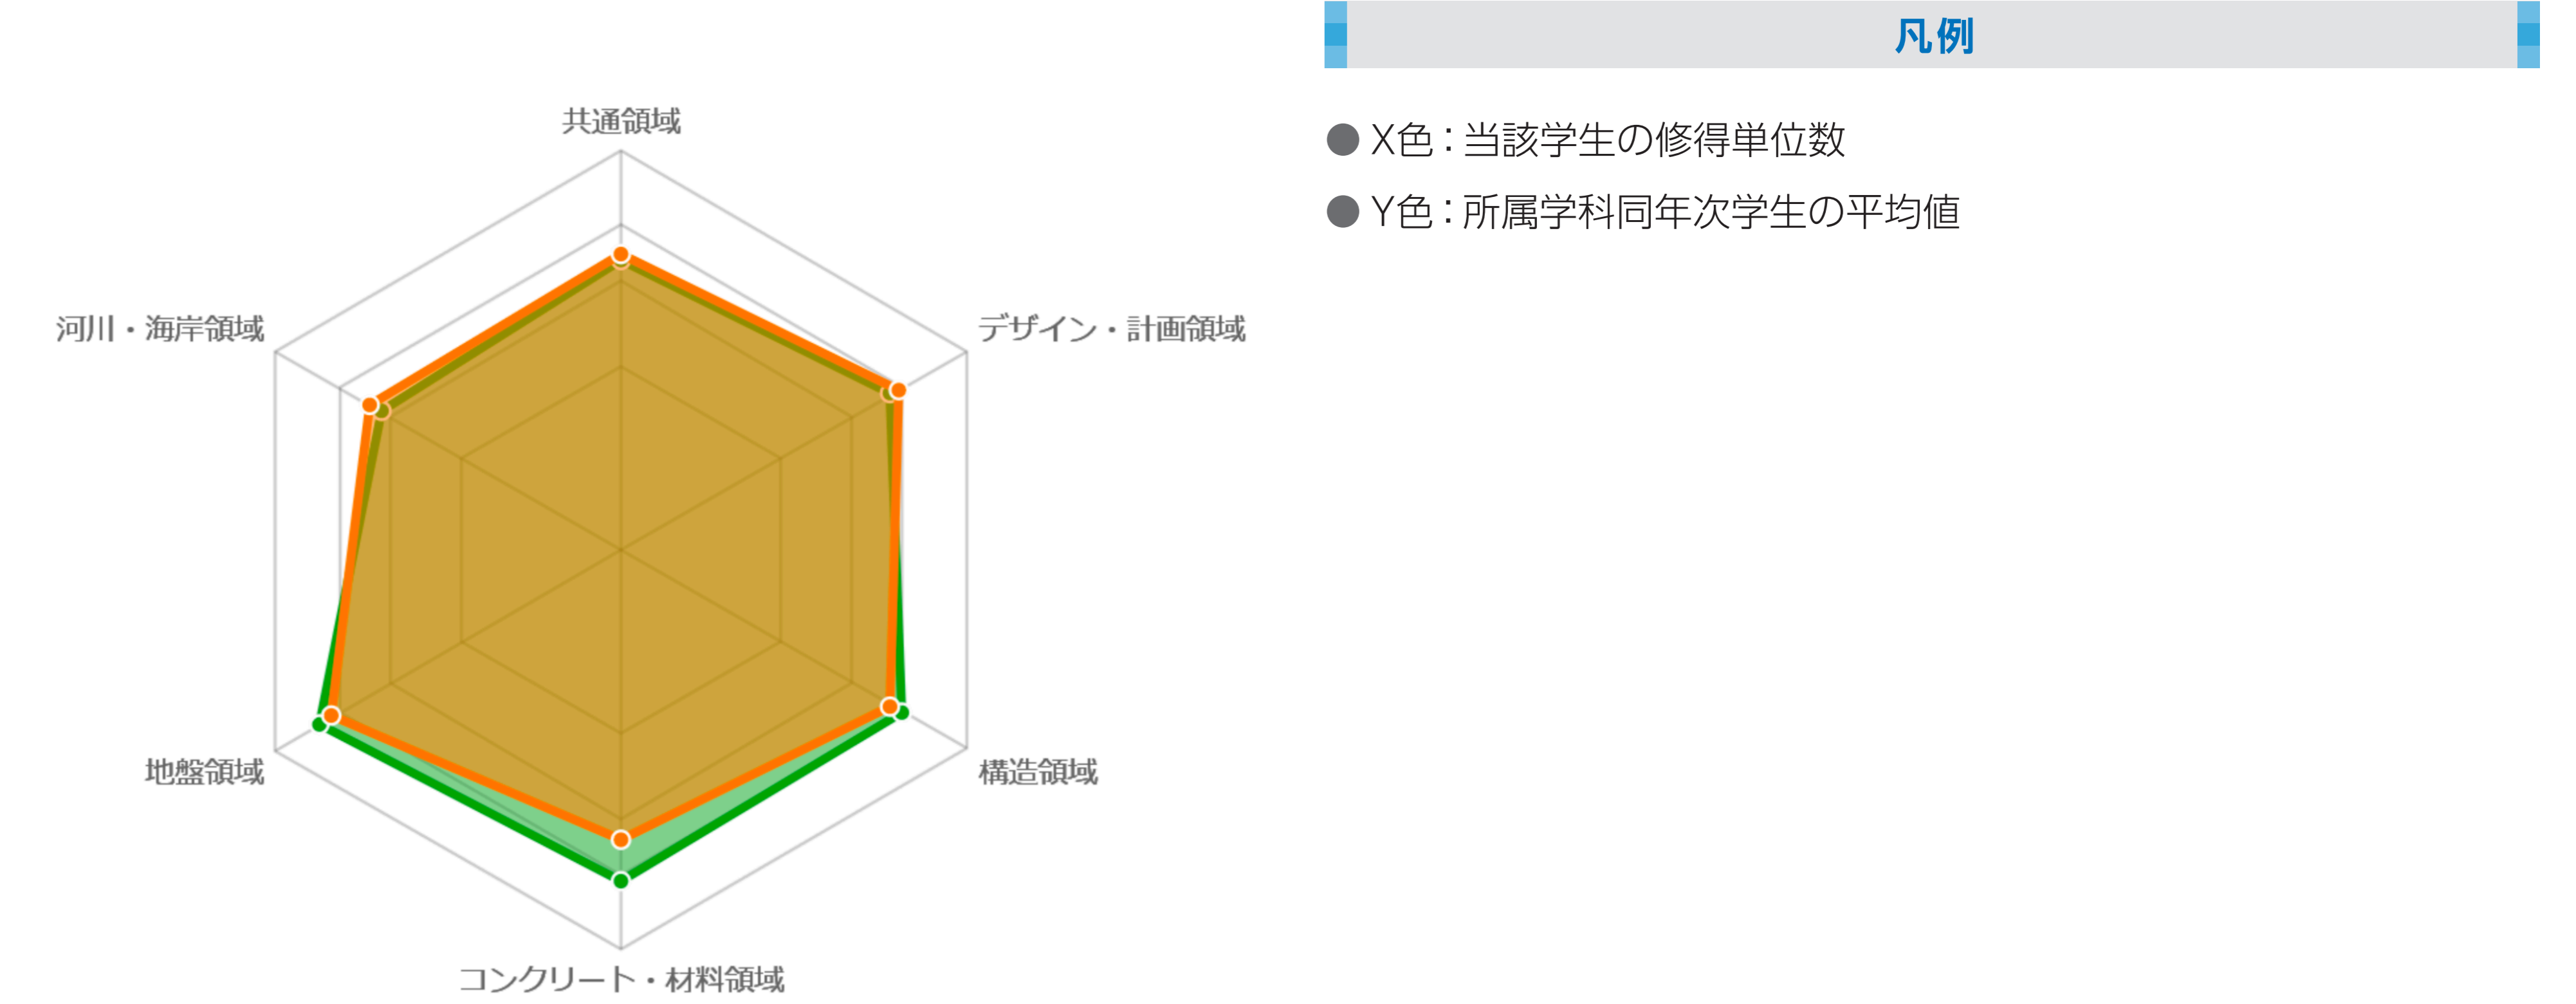 凡例
● X色：当該学生の修得単位数
● Y色：所属学科同年次学生の平均値
共通領域
デザイン・計画領域
構造領域
コンクリート・材料領域
地盤領域
河川・海岸領域